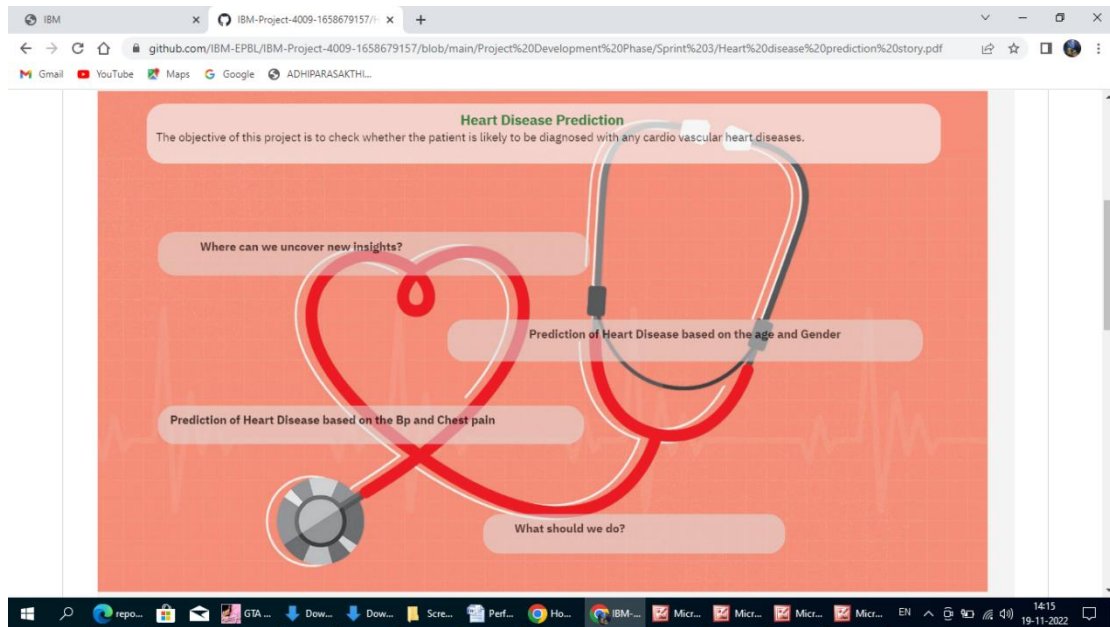 IBM
IBM-Project-4009-1658679157/H
github.com/IBM-EPBL/IBM-Project-4009-1658679157/blob/main/Project%20Development%20Phase/Sprint%203/Heart%20disease%20prediction%20story.pdf
Gmail YouTube Maps Google ADHIPARASAKTHI...
Heart Disease Prediction
The objective of this project is to check whether the patient is likely to be diagnosed with any cardio vascular heart diseases.
Where can we uncover new insights?
Prediction of Heart Disease based on the age and Gender
Prediction of Heart Disease based on the Bp and Chest pain
What should we do?
repo... GTA ... Dow... Dow... Scre... Perf... Ho... IBM-... Micr... Micr... Micr... Micr... EN 14:15
19-11-2022